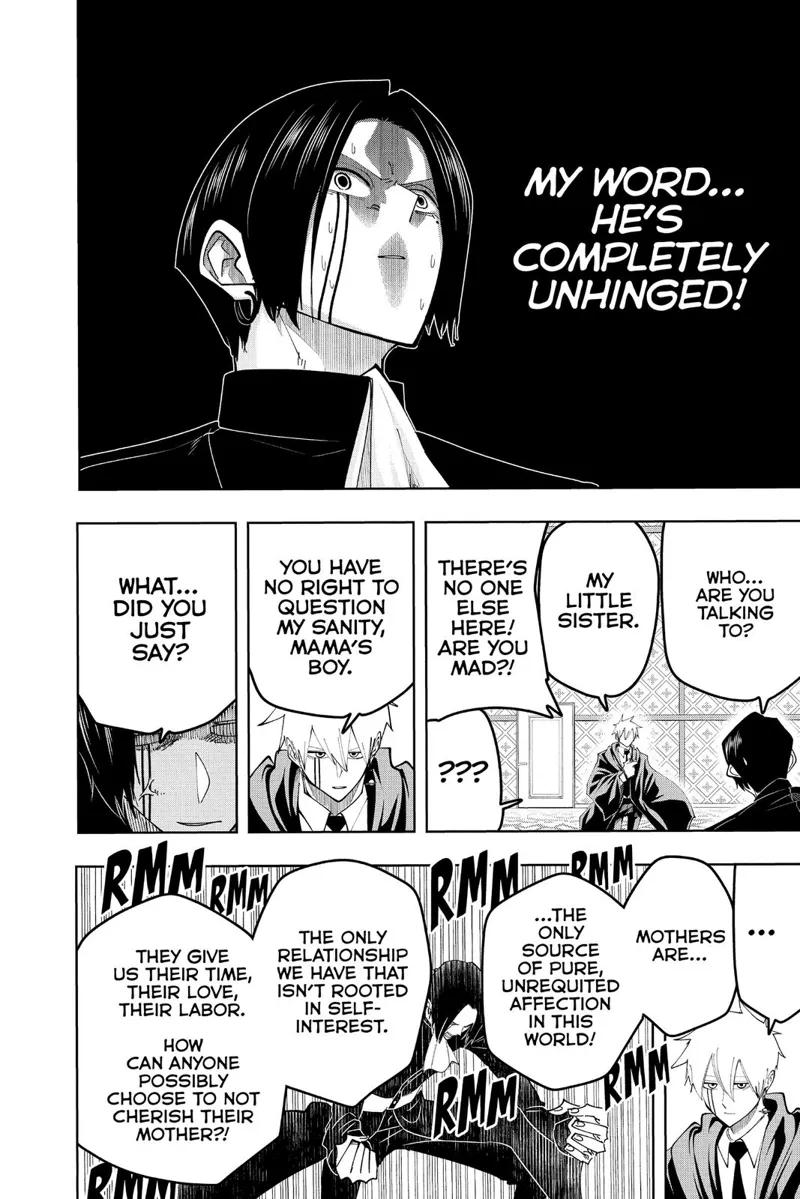 MY WORD...
HE'S
COMPLETELY
UNHINGED!
WHO...
ARE YOU
TALKING
TO?
MY
LITTLE
SISTER.
THERE'S
NO ONE
ELSE
HERE!
ARE YOU
MAD?!
???
YOU HAVE
NO RIGHT TO
QUESTION
MY SANITY,
MAMA'S
BOY.
WHAT...
DID YOU
JUST
SAY?
...
MOTHERS
ARE...
...THE
ONLY
SOURCE
OF PURE,
UNREQUITED
AFFECTION
IN THIS
WORLD!
THE ONLY
RELATIONSHIP
WE HAVE THAT
ISN'T ROOTED
IN SELF-
INTEREST.
THEY GIVE
US THEIR TIME,
THEIR LOVE,
THEIR LABOR.
HOW
CAN ANYONE
POSSIBLY
CHOOSE TO NOT
CHERISH THEIR
MOTHER?!
RMM
RMM
RMM
RMM
RMM
RMM
RMM